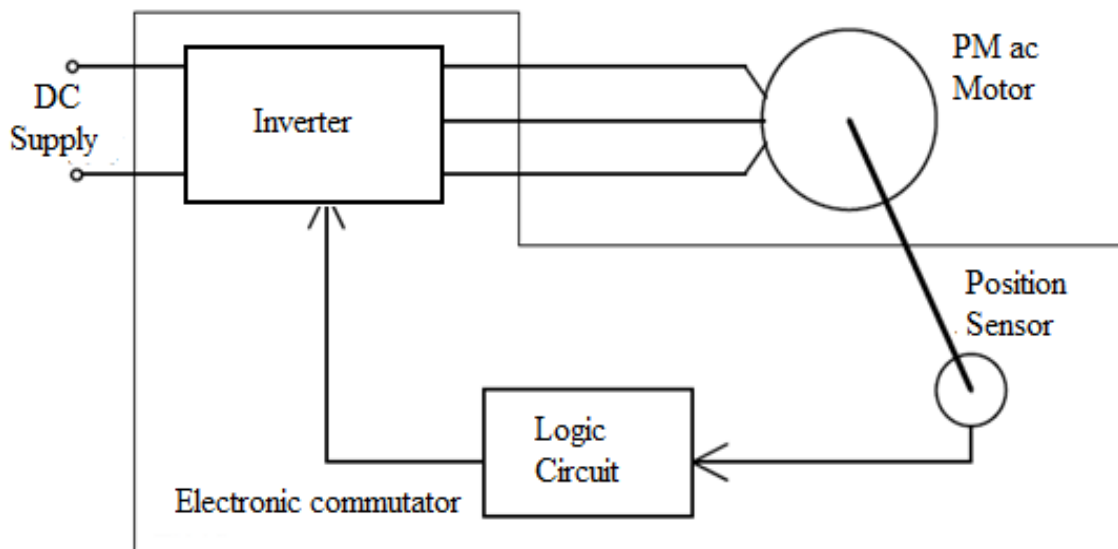 DC
Supply
Inverter
PM ac
Motor
Position
Sensor
Logic
Circuit
Electronic commutator